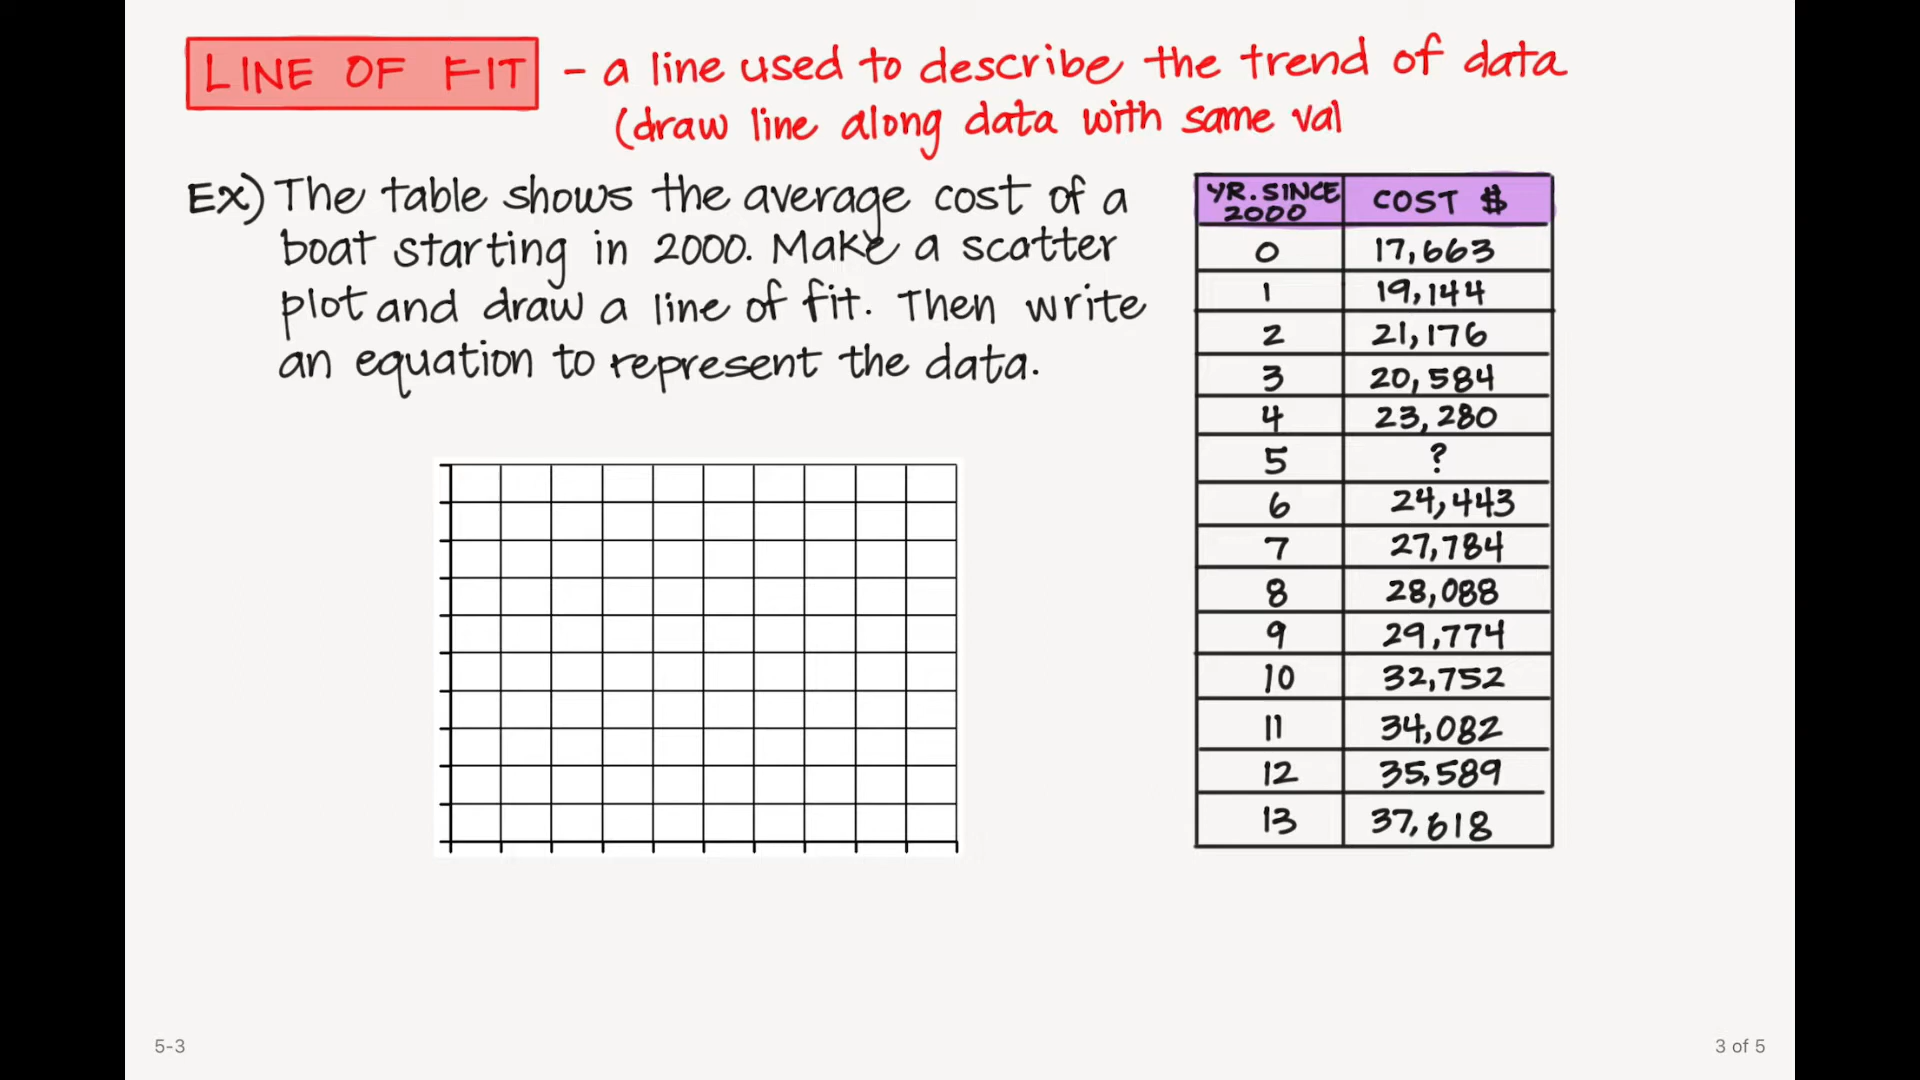 LINE OF FIT - a line used to describe the trend of data
(draw line along data with same val
Ex) The table shows the average cost of a
boat starting in 2000. Make a scatter
plot and draw a line of fit. Then write
an equation to represent the data.
YR. SINCE 2000 COST $
0 17,663
1 19,144
2 21,176
3 20,584
4 23,280
5 ?
6 24,443
7 27,784
8 28,088
9 29,774
10 32,752
11 34,082
12 35,589
13 37,618
5-3
3 of 5